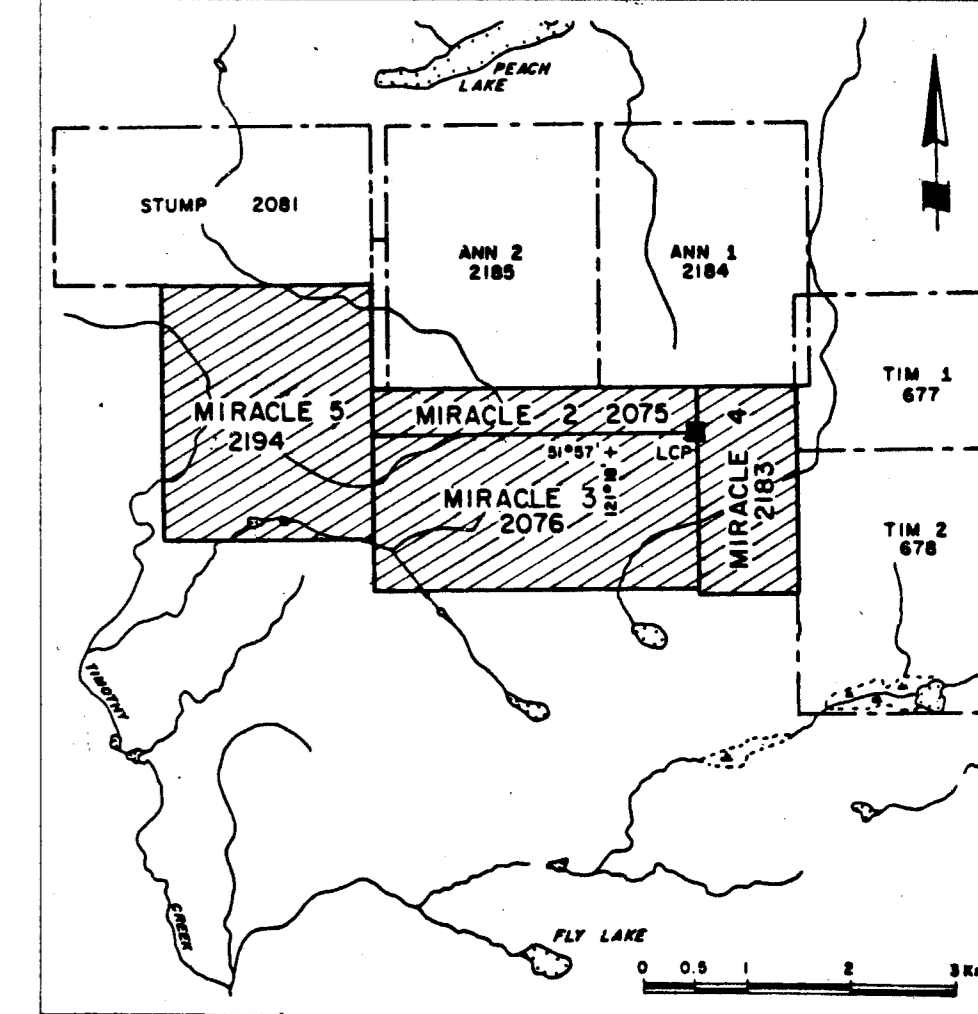 PEACH
LAKE
STUMP 2081
ANN 2
2185
ANN 1
2184
TIM 1
677
MIRACLE 5
2194
MIRACLE 2 2075
51°57' +
121°18'
LCP
MIRACLE 3
2076
MIRACLE 4
2183
TIM 2
678
TIMOTHY
CREEK
FLY LAKE
0 0.5 1 2 3 K